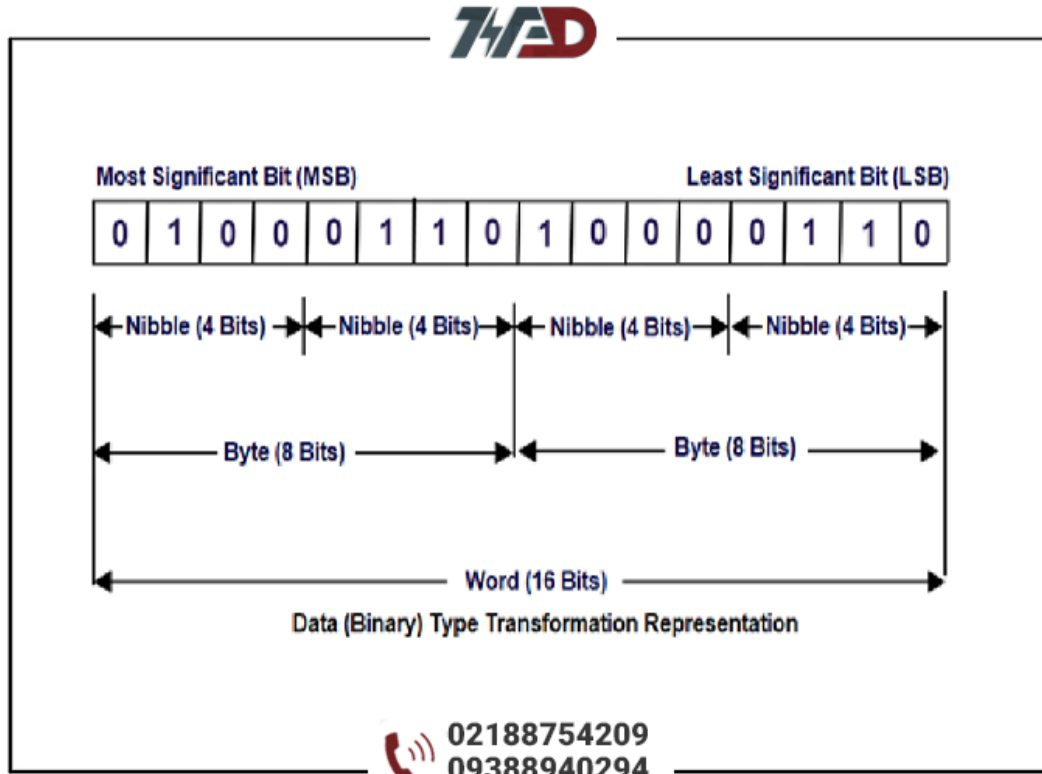 Most Significant Bit (MSB) Least Significant Bit (LSB)
0 1 0 0 0 1 1 0 1 0 0 0 0 1 1 0
Nibble (4 Bits) Nibble (4 Bits) Nibble (4 Bits) Nibble (4 Bits)
Byte (8 Bits) Byte (8 Bits)
Word (16 Bits)
Data (Binary) Type Transformation Representation
02188754209
09388940294